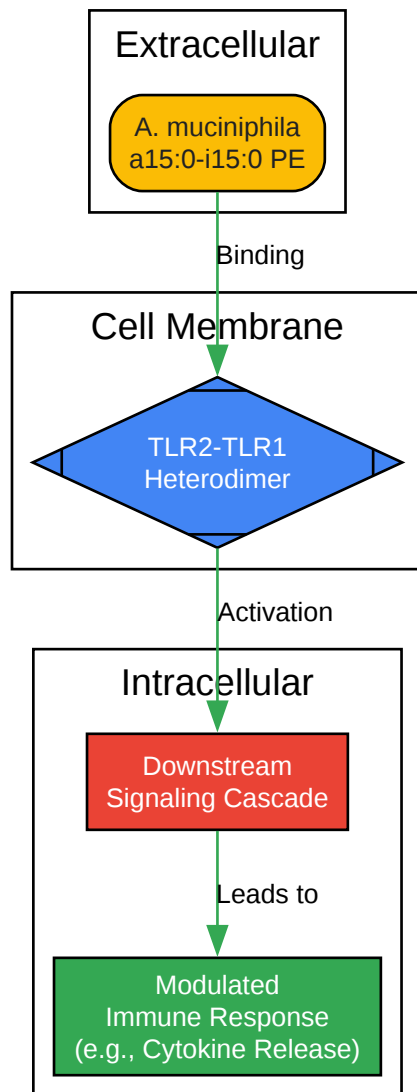 Extracellular
A. muciniphila
a15:0-i15:0 PE
Binding
Cell Membrane
TLR2-TLR1
Heterodimer
Activation
Intracellular
Downstream
Signaling Cascade
Leads to
Modulated
Immune Response
(e.g., Cytokine Release)